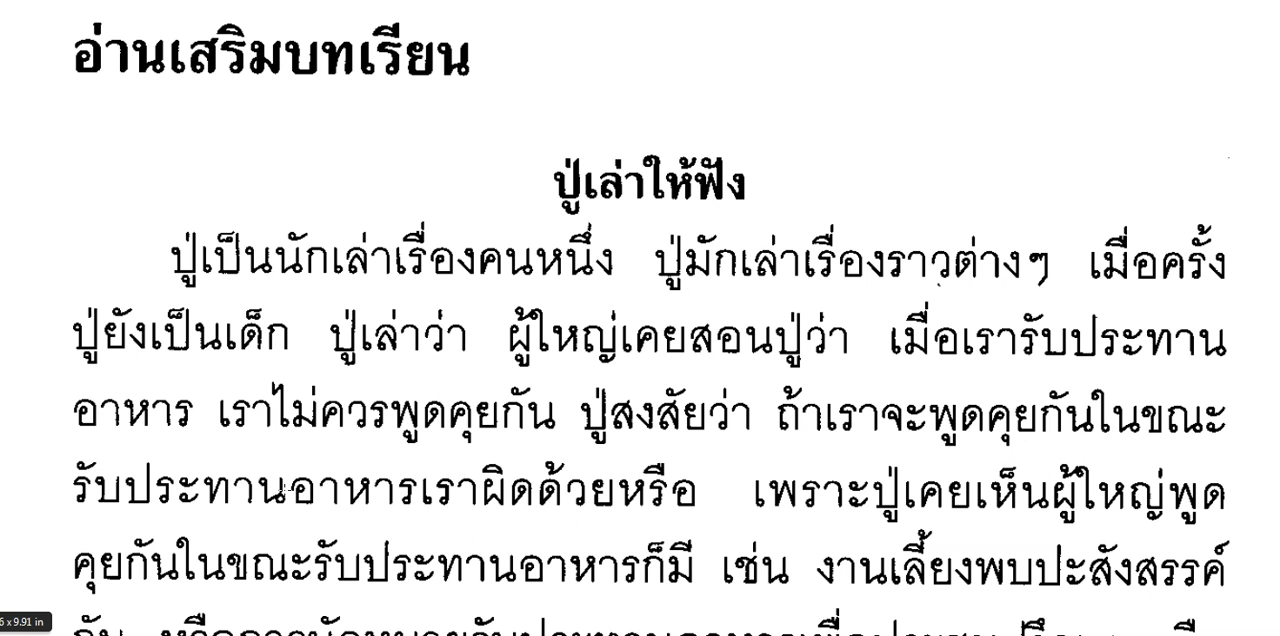 อ่านเสริมบทเรียน
ปู่เล่าให้ฟัง
ปู่เป็นนักเล่าเรื่องคนหนึ่ง ปู่มักเล่าเรื่องราวต่างๆ เมื่อครั้ง
ปู่ยังเป็นเด็ก ปู่เล่าว่า ผู้ใหญ่เคยสอนปู่ว่า เมื่อเรารับประทาน
อาหาร เราไม่ควรพูดคุยกัน ปู่สงสัยว่า ถ้าเราจะพูดคุยกันในขณะ
รับประทานอาหารเราผิดด้วยหรือ เพราะปู่เคยเห็นผู้ใหญ่พูด
คุยกันในขณะรับประทานอาหารก็มี เช่น งานเลี้ยงพบปะสังสรรค์
6 x 9.91 in